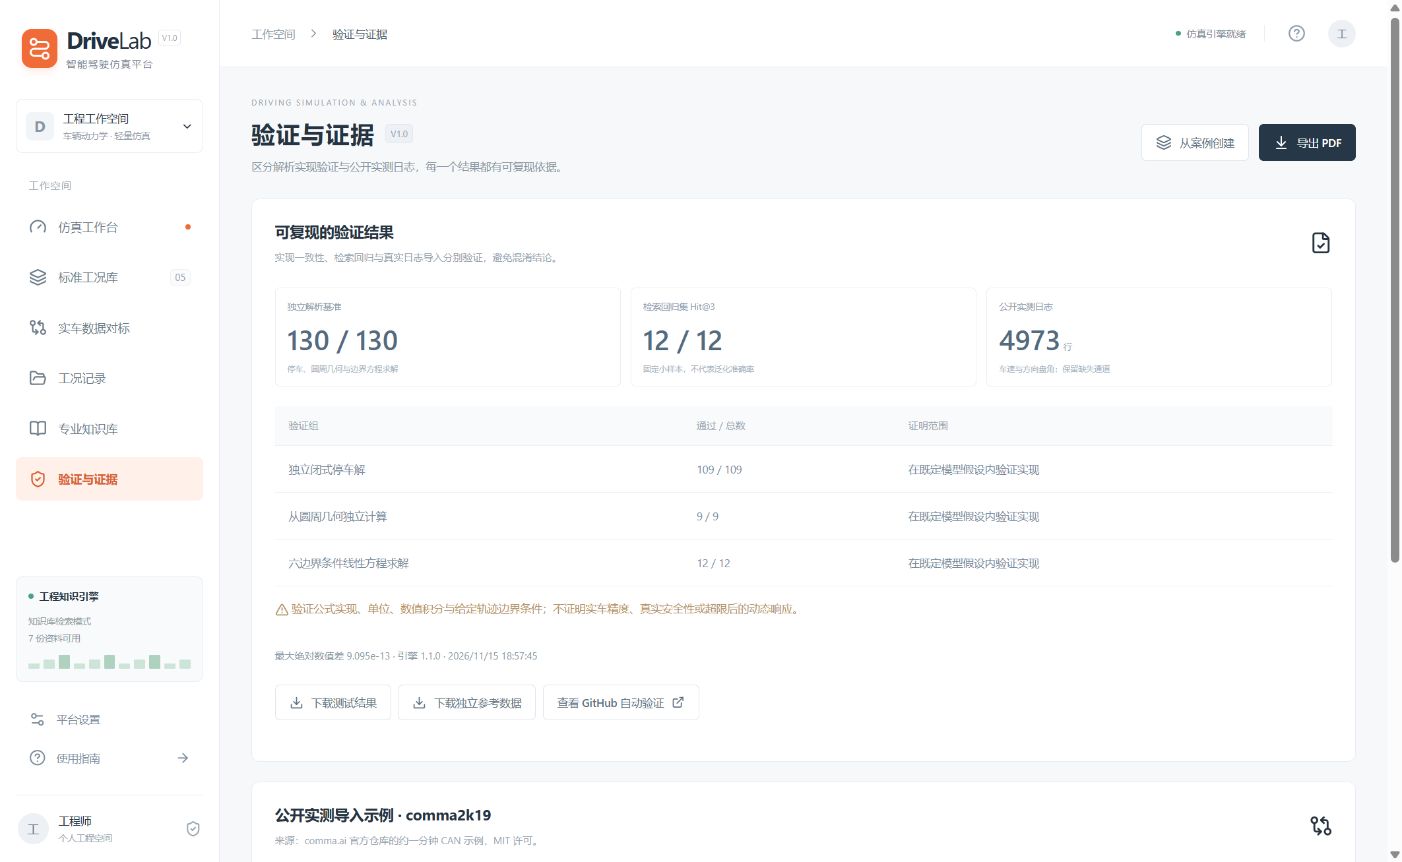 DriveLab V1.0
智能驾驶仿真平台
D
工程工作空间
车辆动力学 · 轻量仿真
工作空间
仿真工作台
标准工况库 05
实车数据对标
工况记录
专业知识库
验证与证据
工程知识引擎
知识库检索模式
7 份资料可用
平台设置
使用指南
工
工程师
个人工程空间
工作空间 验证与证据
仿真引擎就绪
工
DRIVING SIMULATION & ANALYSIS
验证与证据 V1.0
区分解析实现验证与公开实测日志，每一个结果都有可复现依据。
从案例创建
导出 PDF
可复现的验证结果
实现一致性、检索回归与真实日志导入分别验证，避免混淆结论。
独立解析基准
130 / 130
停车、圆周几何与边界方程求解
检索回归集 Hit@3
12 / 12
固定小样本，不代表泛化准确率
公开实测日志
4973 行
车速与方向盘角；保留缺失通道
验证组 通过 / 总数 证明范围
独立闭式停车解 109 / 109 在既定模型假设内验证实现
从圆周几何独立计算 9 / 9 在既定模型假设内验证实现
六边界条件线性方程求解 12 / 12 在既定模型假设内验证实现
验证公式实现、单位、数值积分与给定轨迹边界条件；不证明实车精度、真实安全性或超限后的动态响应。
最大绝对数值差 9.095e-13 · 引擎 1.1.0 · 2026/11/15 18:57:45
下载测试结果
下载独立参考数据
查看 GitHub 自动验证
公开实测导入示例 · comma2k19
来源：comma.ai 官方仓库的约一分钟 CAN 示例，MIT 许可。